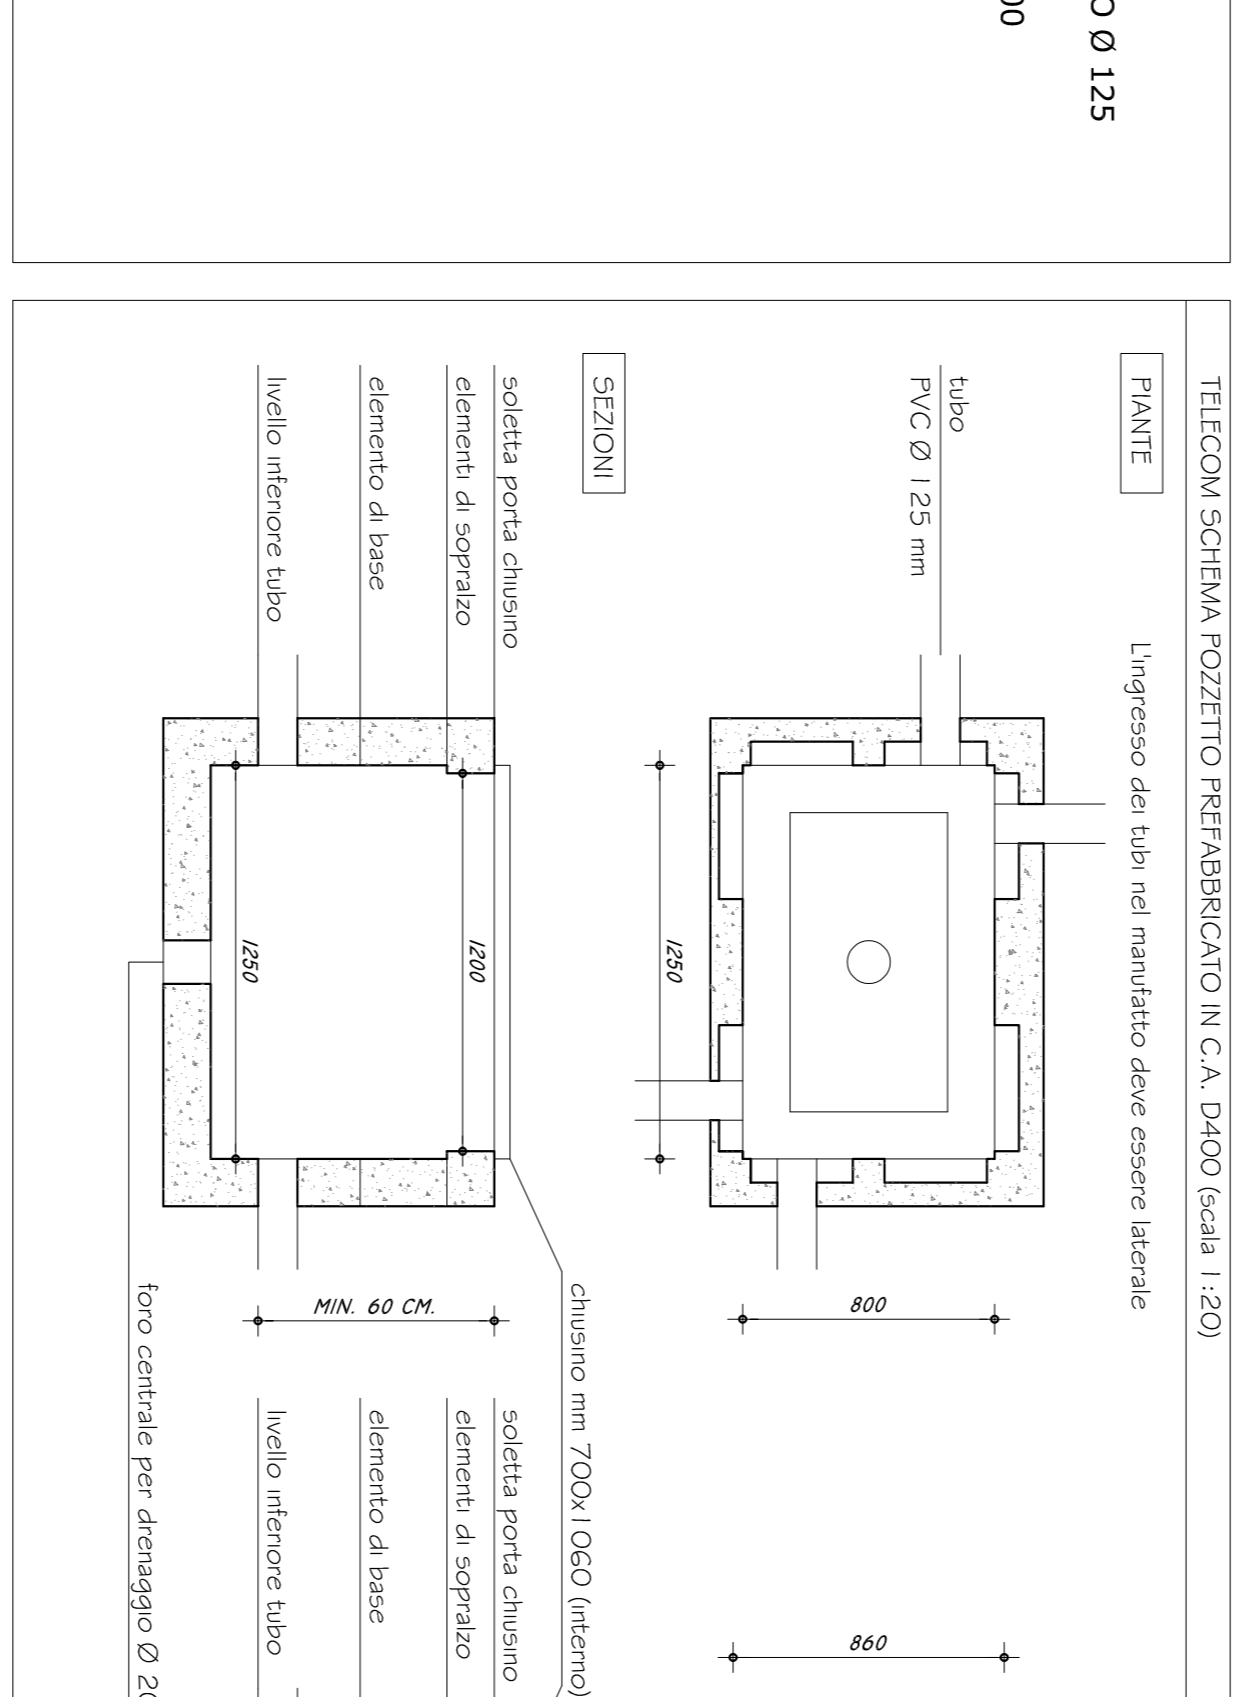 O Ø 125
00
TELECOM SCHEMA POZZETTO PREFABBRICATO IN C.A. D400 (scala 1:20)
PIANTE
L'ingresso dei tubi nel manufatto deve essere laterale
tubo
PVC Ø 125 mm
800
860
1250
SEZIONI
chiusino mm 700x1060 (interno)
soletta porta chiusino
elementi di sopralzo
elemento di base
livello inferiore tubo
1200
1250
MIN. 60 CM.
soletta porta chiusino
elementi di sopralzo
elemento di base
livello inferiore tubo
foro centrale per drenaggio Ø